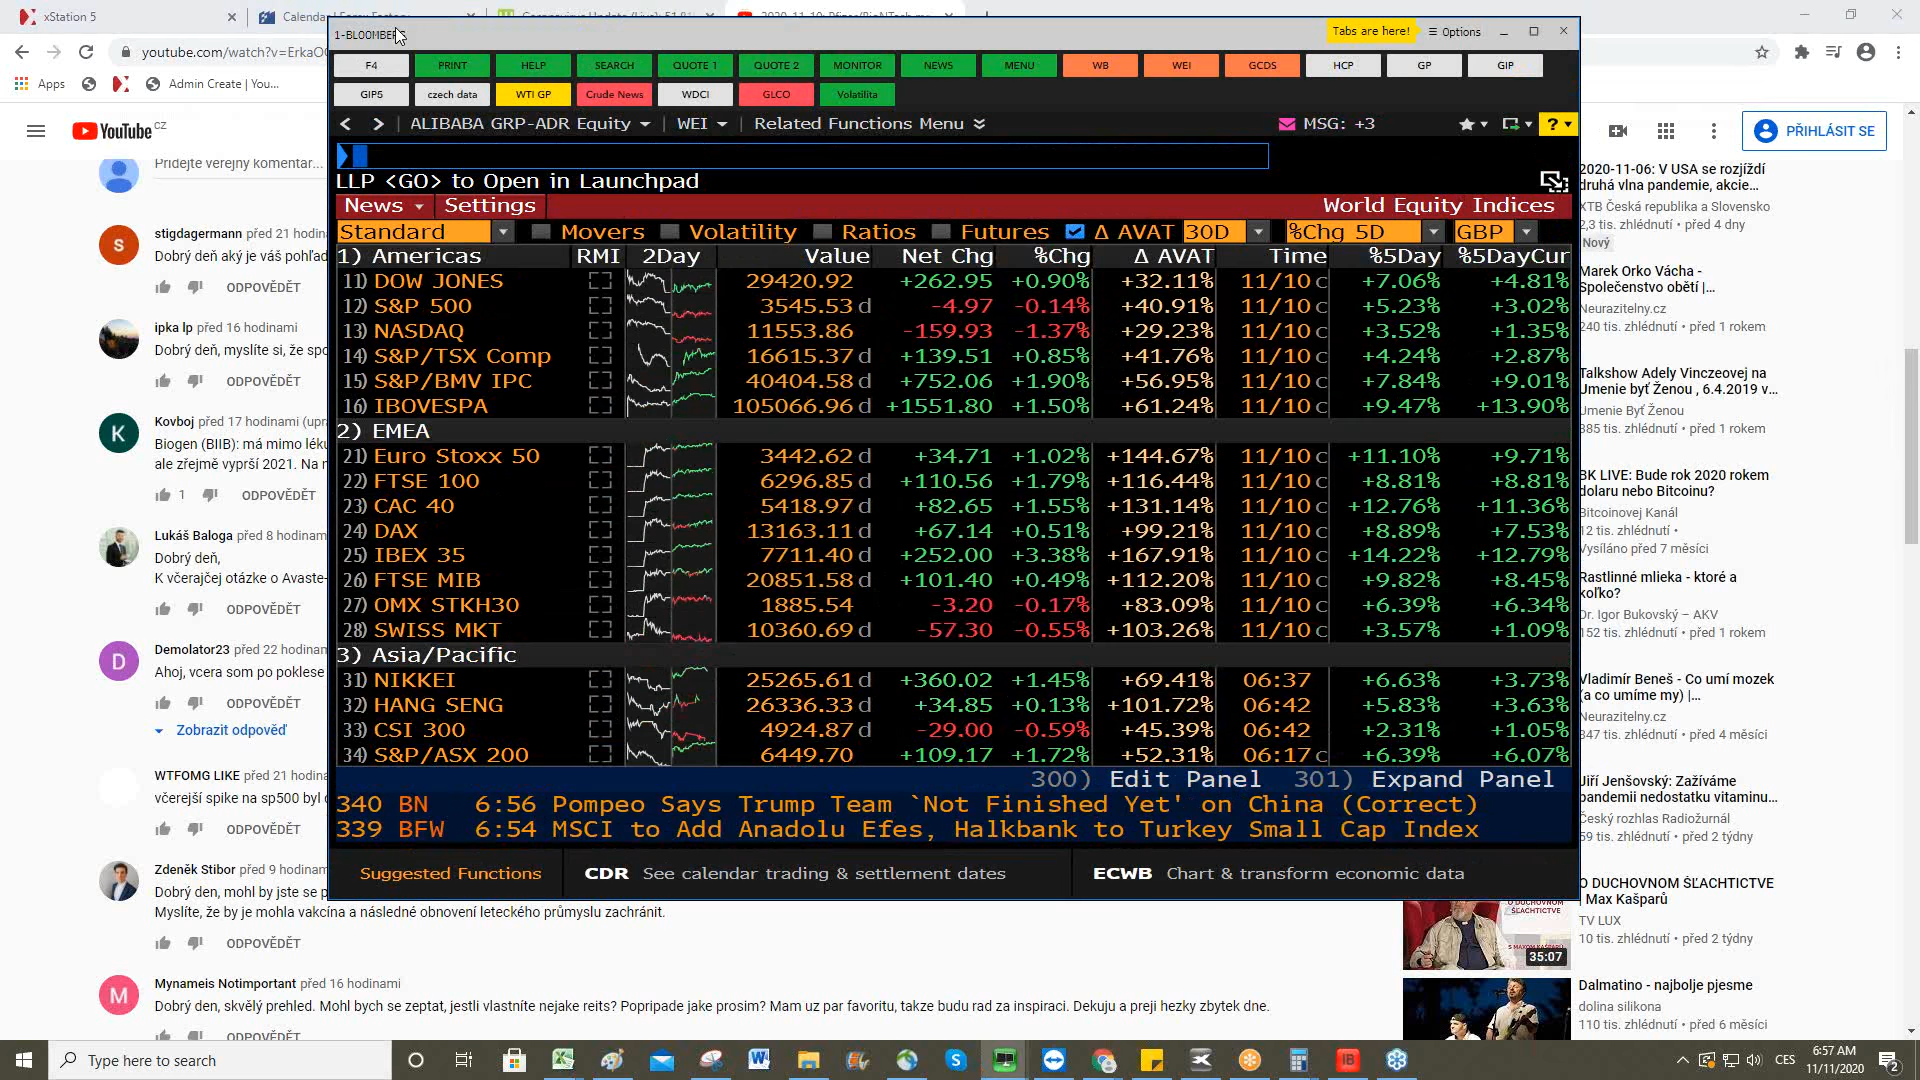 xStation 5
Calendar
2020-11-10: Pfizer/BioNTech
youtube.com/watch?v=ErkaO
Apps
Admin Create | You...
YouTube CZ
PŘIHLÁSIT SE
Přidejte veřejný komentář...
stigdagermann před 21 hodin
Dobrý deň aký je váš pohľad
ODPOVĚDĚT
ipka lp před 16 hodinami
Dobrý deň, myslíte si, že spo
ODPOVĚDĚT
Kovboj před 17 hodinami (upra
Biogen (BIIB): má mimo léku
ale zřejmě vyprší 2021. Na r
1 ODPOVĚDĚT
Lukáš Baloga před 8 hodinam
Dobrý deň,
K včerajčej otázke o Avaste-
ODPOVĚDĚT
Demolator23 před 22 hodinam
Ahoj, vcera som po poklese
ODPOVĚDĚT
Zobrazit odpověď
WTFOMG LIKE před 21 hodina
včerejší spike na sp500 byl
ODPOVĚDĚT
Zdeněk Stibor před 9 hodinam
Dobrý den, mohl by jste se p
Myslíte, že by je mohla vakcína a následné obnovení leteckého průmyslu zachránit.
ODPOVĚDĚT
Mynameis Notimportant před 16 hodinami
Dobrý den, skvělý prehled. Mohl bych se zeptat, jestli vlastníte nejake reits? Popripade jake prosim? Mam uz par favoritu, takze budu rad za inspiraci. Dekuju a preji hezky zbytek dne.
ODPOVĚDĚT
1-BLOOMBERG
Tabs are here!
Options
F4 PRINT HELP SEARCH QUOTE 1 QUOTE 2 MONITOR NEWS MENU WB WEI GCDS HCP GP GIP
GIP5 czech data WTI GP Crude News WDCI GLCO Volatilita
ALIBABA GRP-ADR Equity WEI Related Functions Menu MSG: +3 ?
LLP <GO> to Open in Launchpad
News Settings World Equity Indices
Standard Movers Volatility Ratios Futures Δ AVAT 30D %Chg 5D GBP
1) Americas RMI 2Day Value Net Chg %Chg Δ AVAT Time %5Day %5DayCur
11) DOW JONES 29420.92 +262.95 +0.90% +32.11% 11/10 c +7.06% +4.81%
12) S&P 500 3545.53 d -4.97 -0.14% +40.91% 11/10 c +5.23% +3.02%
13) NASDAQ 11553.86 -159.93 -1.37% +29.23% 11/10 c +3.52% +1.35%
14) S&P/TSX Comp 16615.37 d +139.51 +0.85% +41.76% 11/10 c +4.24% +2.87%
15) S&P/BMV IPC 40404.58 d +752.06 +1.90% +56.95% 11/10 c +7.84% +9.01%
16) IBOVESPA 105066.96 d +1551.80 +1.50% +61.24% 11/10 c +9.47% +13.90%
2) EMEA
21) Euro Stoxx 50 3442.62 d +34.71 +1.02% +144.67% 11/10 c +11.10% +9.71%
22) FTSE 100 6296.85 d +110.56 +1.79% +116.44% 11/10 c +8.81% +8.81%
23) CAC 40 5418.97 d +82.65 +1.55% +131.14% 11/10 c +12.76% +11.36%
24) DAX 13163.11 d +67.14 +0.51% +99.21% 11/10 c +8.89% +7.53%
25) IBEX 35 7711.40 d +252.00 +3.38% +167.91% 11/10 c +14.22% +12.79%
26) FTSE MIB 20851.58 d +101.40 +0.49% +112.20% 11/10 c +9.82% +8.45%
27) OMX STKH30 1885.54 -3.20 -0.17% +83.09% 11/10 c +6.39% +6.34%
28) SWISS MKT 10360.69 d -57.30 -0.55% +103.26% 11/10 c +3.57% +1.09%
3) Asia/Pacific
31) NIKKEI 25265.61 d +360.02 +1.45% +69.41% 06:37 +6.63% +3.73%
32) HANG SENG 26336.33 d +34.85 +0.13% +101.72% 06:42 +5.83% +3.63%
33) CSI 300 4924.87 d -29.00 -0.59% +45.39% 06:42 +2.31% +1.05%
34) S&P/ASX 200 6449.70 +109.17 +1.72% +52.31% 06:17 c +6.39% +6.07%
300) Edit Panel 301) Expand Panel
340 BN 6:56 Pompeo Says Trump Team `Not Finished Yet' on China (Correct)
339 BFW 6:54 MSCI to Add Anadolu Efes, Halkbank to Turkey Small Cap Index
Suggested Functions CDR See calendar trading & settlement dates ECWB Chart & transform economic data
2020-11-06: V USA se rozjíždí
druhá vlna pandemie, akcie...
XTB Česká republika a Slovensko
2,3 tis. zhlédnutí • před 4 dny
Nový
Marek Orko Vácha -
Společenstvo obětí |...
Neurazitelny.cz
240 tis. zhlédnutí • před 1 rokem
Talkshow Adely Vinczeovej na
Umenie byť Ženou , 6.4.2019 v...
Umenie Byť Ženou
385 tis. zhlédnutí • před 1 rokem
BK LIVE: Bude rok 2020 rokem
dolaru nebo Bitcoinu?
Bitcoinovej Kanál
12 tis. zhlédnutí •
Vysíláno před 7 měsíci
Rastlinné mlieka - ktoré a
koľko?
Dr. Igor Bukovský – AKV
152 tis. zhlédnutí • před 1 rokem
Vladimír Beneš - Co umí mozek
(a co umíme my) |...
Neurazitelny.cz
347 tis. zhlédnutí • před 4 měsíci
Jiří Jenšovský: Zažíváme
pandemii nedostatku vitaminu...
Český rozhlas Radiožurnál
59 tis. zhlédnutí • před 2 týdny
O DUCHOVNOM ŠĽACHTICTVE
| Max Kašparů
TV LUX
10 tis. zhlédnutí • před 2 týdny
O DUCHOVNOM
ŠĽACHTICTVE
S MAXOM KAŠPARŮ
35:07
Dalmatino - najbolje pjesme
dolina silikona
110 tis. zhlédnutí • před 6 měsíci
Type here to search
CES
6:57 AM
11/11/2020
2